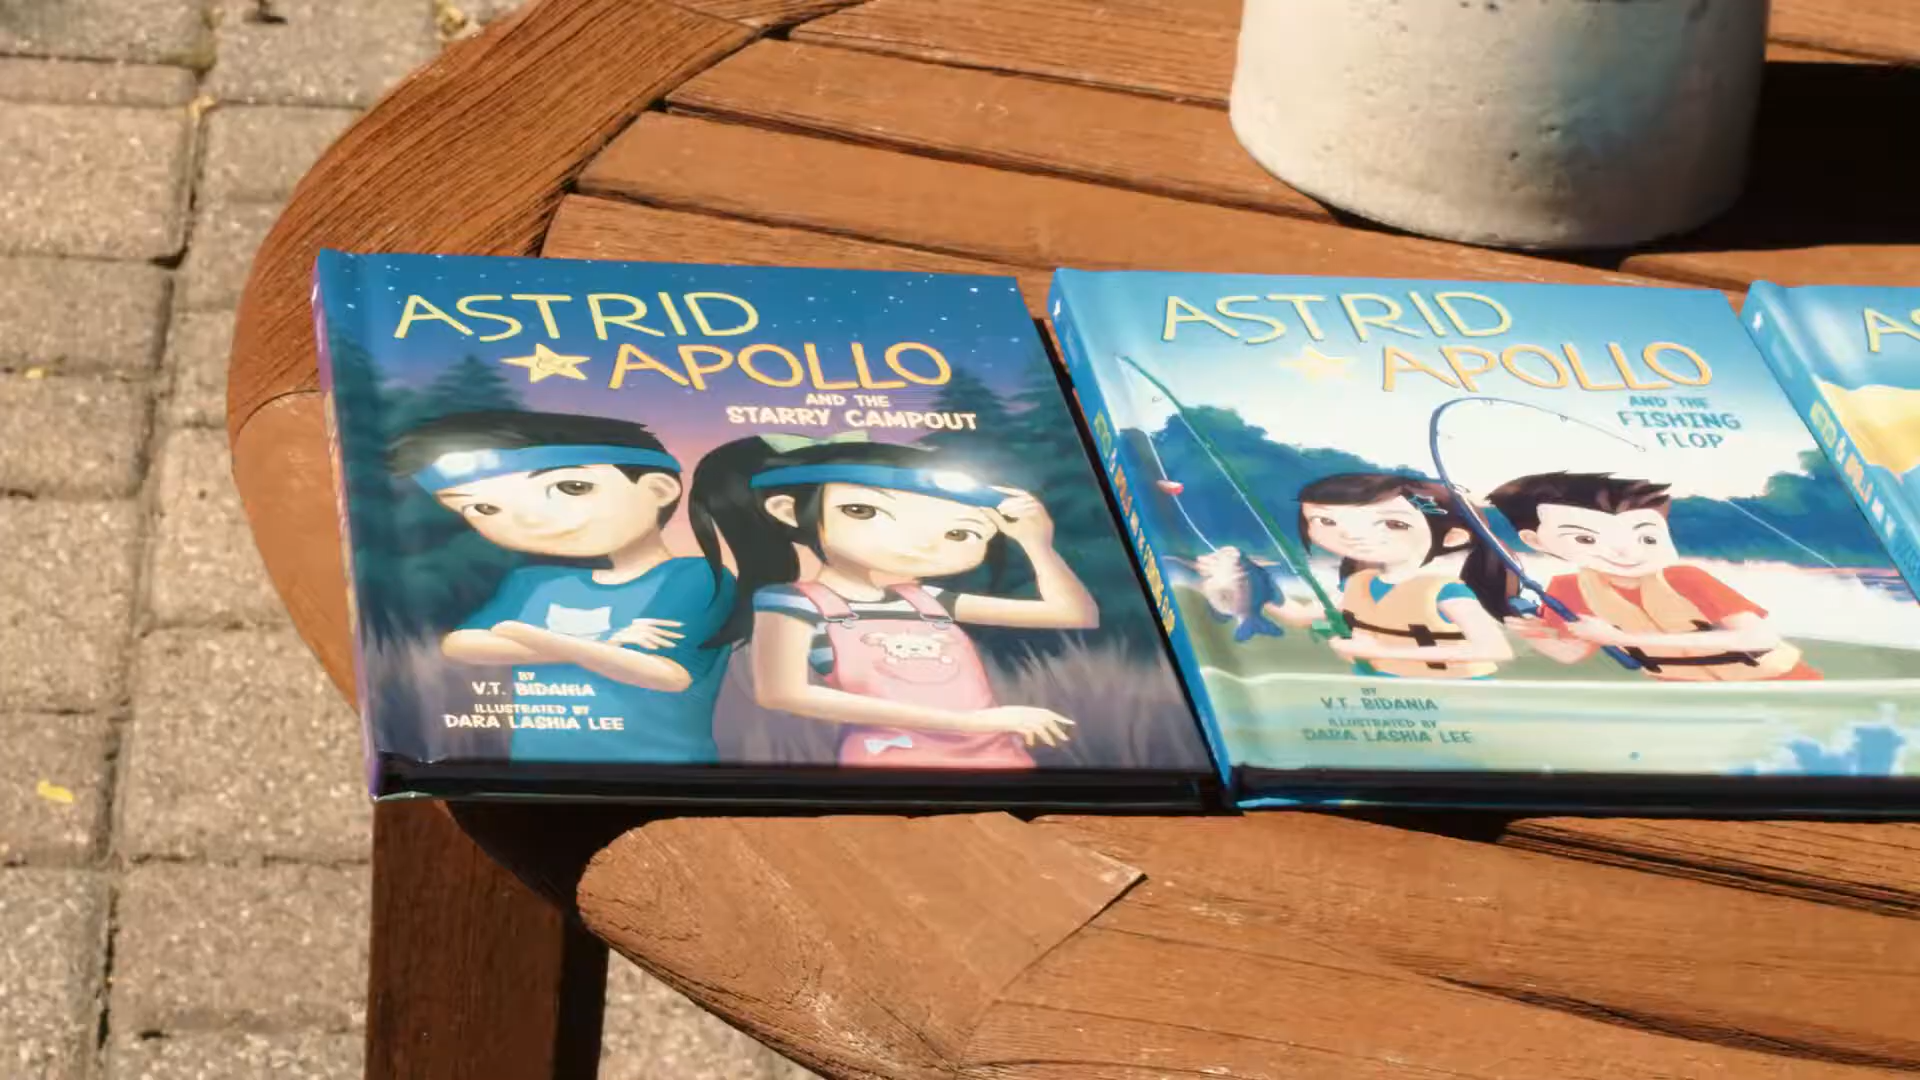 ASTRID
& APOLLO
AND THE
STARRY CAMPOUT
BY
V.T. BIDANIA
ILLUSTRATED BY
DARA LASHIA LEE
ASTRID
& APOLLO
AND THE
FISHING
FLOP
BY
V.T. BIDANIA
ILLUSTRATED BY
DARA LASHIA LEE
AS